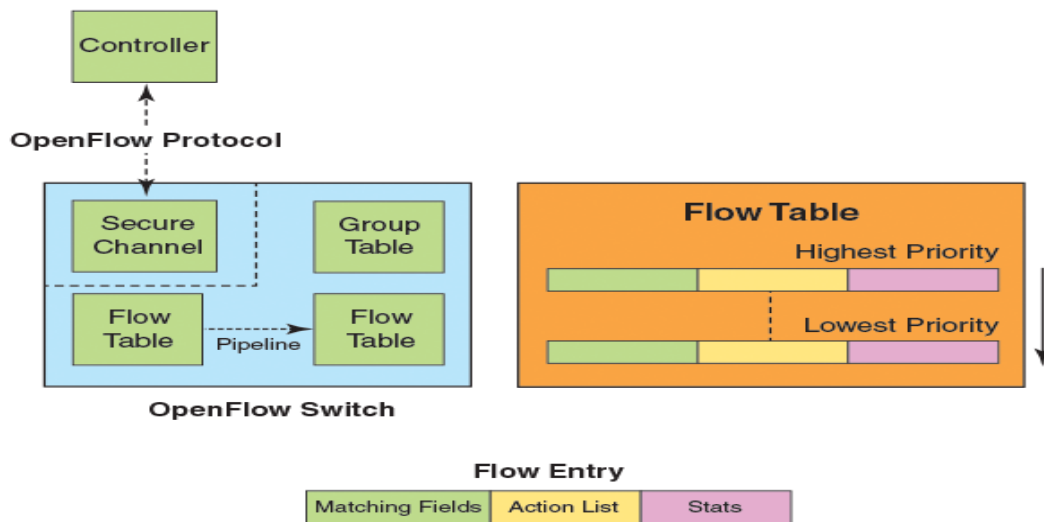 Controller
OpenFlow Protocol
Secure
Channel
Group
Table
Flow
Table
Pipeline
Flow
Table
OpenFlow Switch
Flow Table
Highest Priority
Lowest Priority
Flow Entry
Matching Fields
Action List
Stats